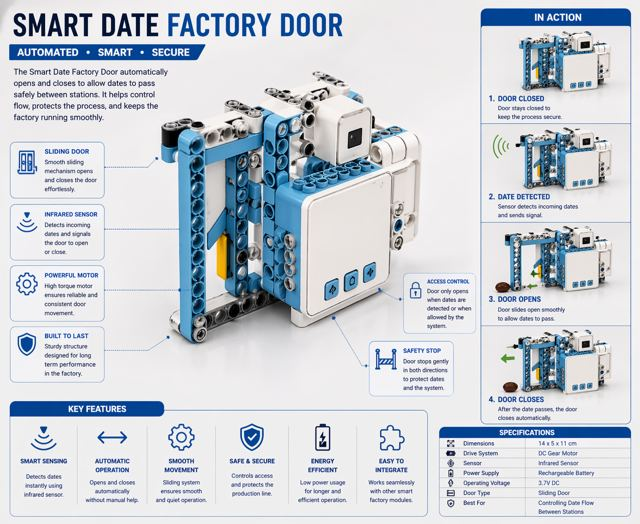 SMART DATE FACTORY DOOR
AUTOMATED • SMART • SECURE
The Smart Date Factory Door automatically
opens and closes to allow dates to pass
safely between stations. It helps control
flow, protects the process, and keeps the
factory running smoothly.
SLIDING DOOR
Smooth sliding
mechanism opens
and closes the door
effortlessly.
INFRARED SENSOR
Detects incoming
dates and signals
the door to open
or close.
POWERFUL MOTOR
High torque motor
ensures reliable and
consistent door
movement.
BUILT TO LAST
Sturdy structure
designed for long
term performance
in the factory.
ACCESS CONTROL
Door only opens
when dates are
detected or when
allowed by the
system.
SAFETY STOP
Door stops gently
in both directions
to protect dates
and the system.
IN ACTION
1. DOOR CLOSED
Door stays closed to
keep the process secure.
2. DATE DETECTED
Sensor detects incoming dates
and sends signal.
3. DOOR OPENS
Door slides open smoothly
to allow dates to pass.
4. DOOR CLOSES
After the date passes, the door
closes automatically.
KEY FEATURES
SMART SENSING
Detects dates
instantly using
infrared sensor.
AUTOMATIC
OPERATION
Opens and closes
automatically
without manual help.
SMOOTH
MOVEMENT
Sliding system
ensures smooth
and quiet operation.
SAFE & SECURE
Controls access
and protects the
production line.
ENERGY
EFFICIENT
Low power usage
for longer and
efficient operation.
EASY TO
INTEGRATE
Works seamlessly
with other smart
factory modules.
SPECIFICATIONS
Dimensions 14 x 5 x 11 cm
Drive System DC Gear Motor
Sensor Infrared Sensor
Power Supply Rechargeable Battery
Operating Voltage 3.7V DC
Door Type Sliding Door
Best For Controlling Date Flow
Between Stations